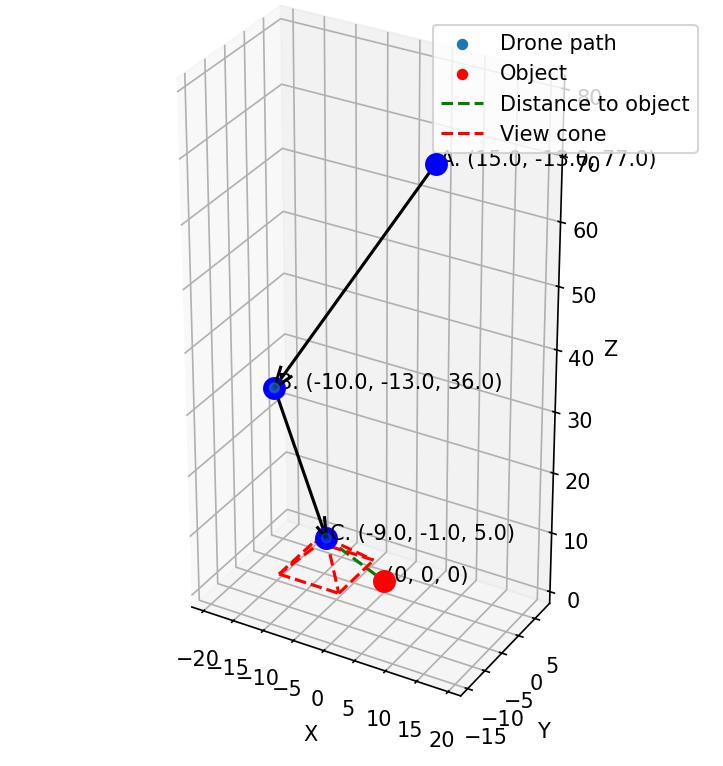 Drone path
Object
Distance to object
View cone
80
A. (15.0, -13.0, 77.0)
70
60
50
40
Z
B. (-10.0, -13.0, 36.0)
30
20
C. (-9.0, -1.0, 5.0)
10
(0, 0, 0)
0
−20
−15
−10
−5
0
5
10
15
20
X
−15
−10
−5
0
5
Y